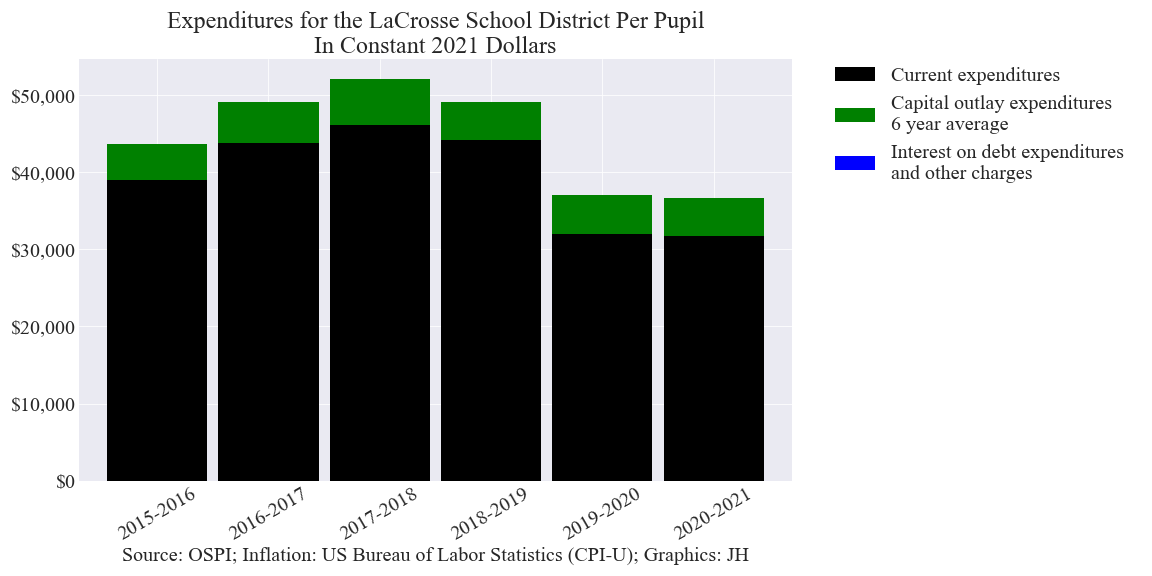 Expenditures for the LaCrosse School District Per Pupil
In Constant 2021 Dollars
Current expenditures
Capital outlay expenditures
6 year average
Interest on debt expenditures
and other charges
$50,000
$40,000
$30,000
$20,000
$10,000
$0
2015-2016
2016-2017
2017-2018
2018-2019
2019-2020
2020-2021
Source: OSPI; Inflation: US Bureau of Labor Statistics (CPI-U); Graphics: JH